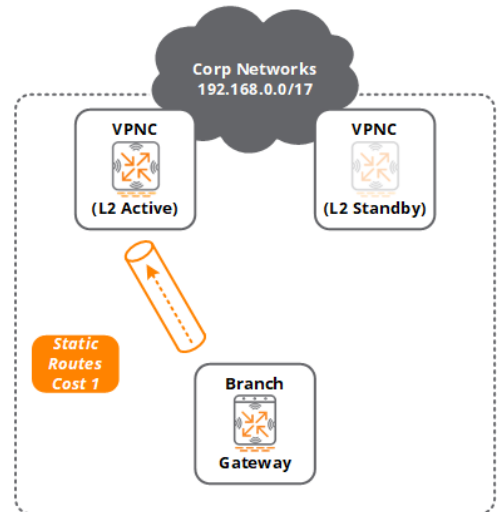 Corp Networks
192.168.0.0/17
VPNC
(L2 Active)
VPNC
(L2 Standby)
Static
Routes
Cost 1
Branch
Gateway